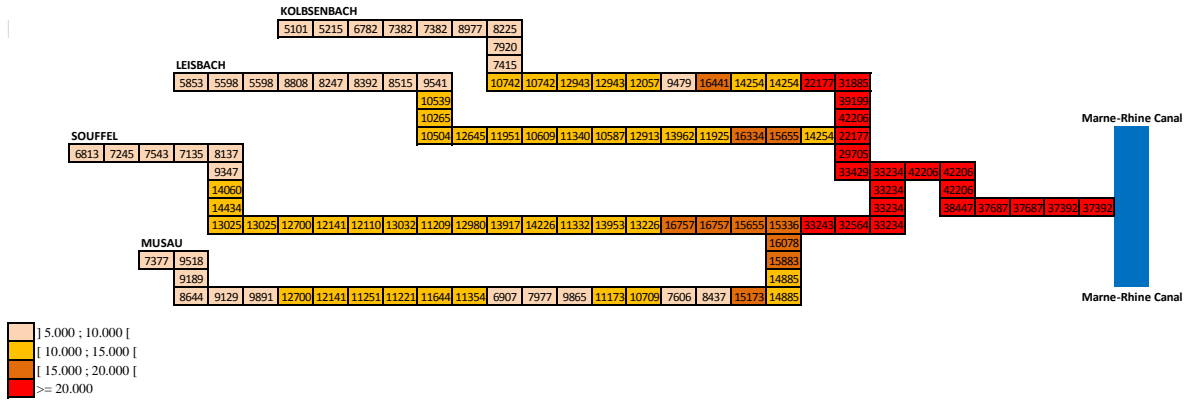 KOLBSENBACH
5101 5215 6782 7382 7382 8977 8225
7920
7415
LEISBACH
5853 5598 5598 8808 8247 8392 8515 9541
10742 10742 12943 12943 12057 9479 16441 14254 14254 22177 31885
10539
39199
10265
42206
10504 12645 11951 10609 11340 10587 12913 13962 11925 16334 15655 14254 22177
Marne-Rhine Canal
SOUFFEL
6813 7245 7543 7135 8137
29705
9347
33429 33234 42206 42206
14060
33234
42206
14434
33234
38447 37687 37687 37392 37392
13025 13025 12700 12141 12110 13032 11209 12980 13917 14226 11332 13953 13226 16757 16757 15655 15336 33243 32564 33234
MUSAU
16078
7377 9518
15883
9189
14885
8644 9129 9891 12700 12141 11251 11221 11644 11354 6907 7977 9865 11173 10709 7606 8437 15173 14885
Marne-Rhine Canal
] 5.000 ; 10.000 [
[ 10.000 ; 15.000 [
[ 15.000 ; 20.000 [
>= 20.000